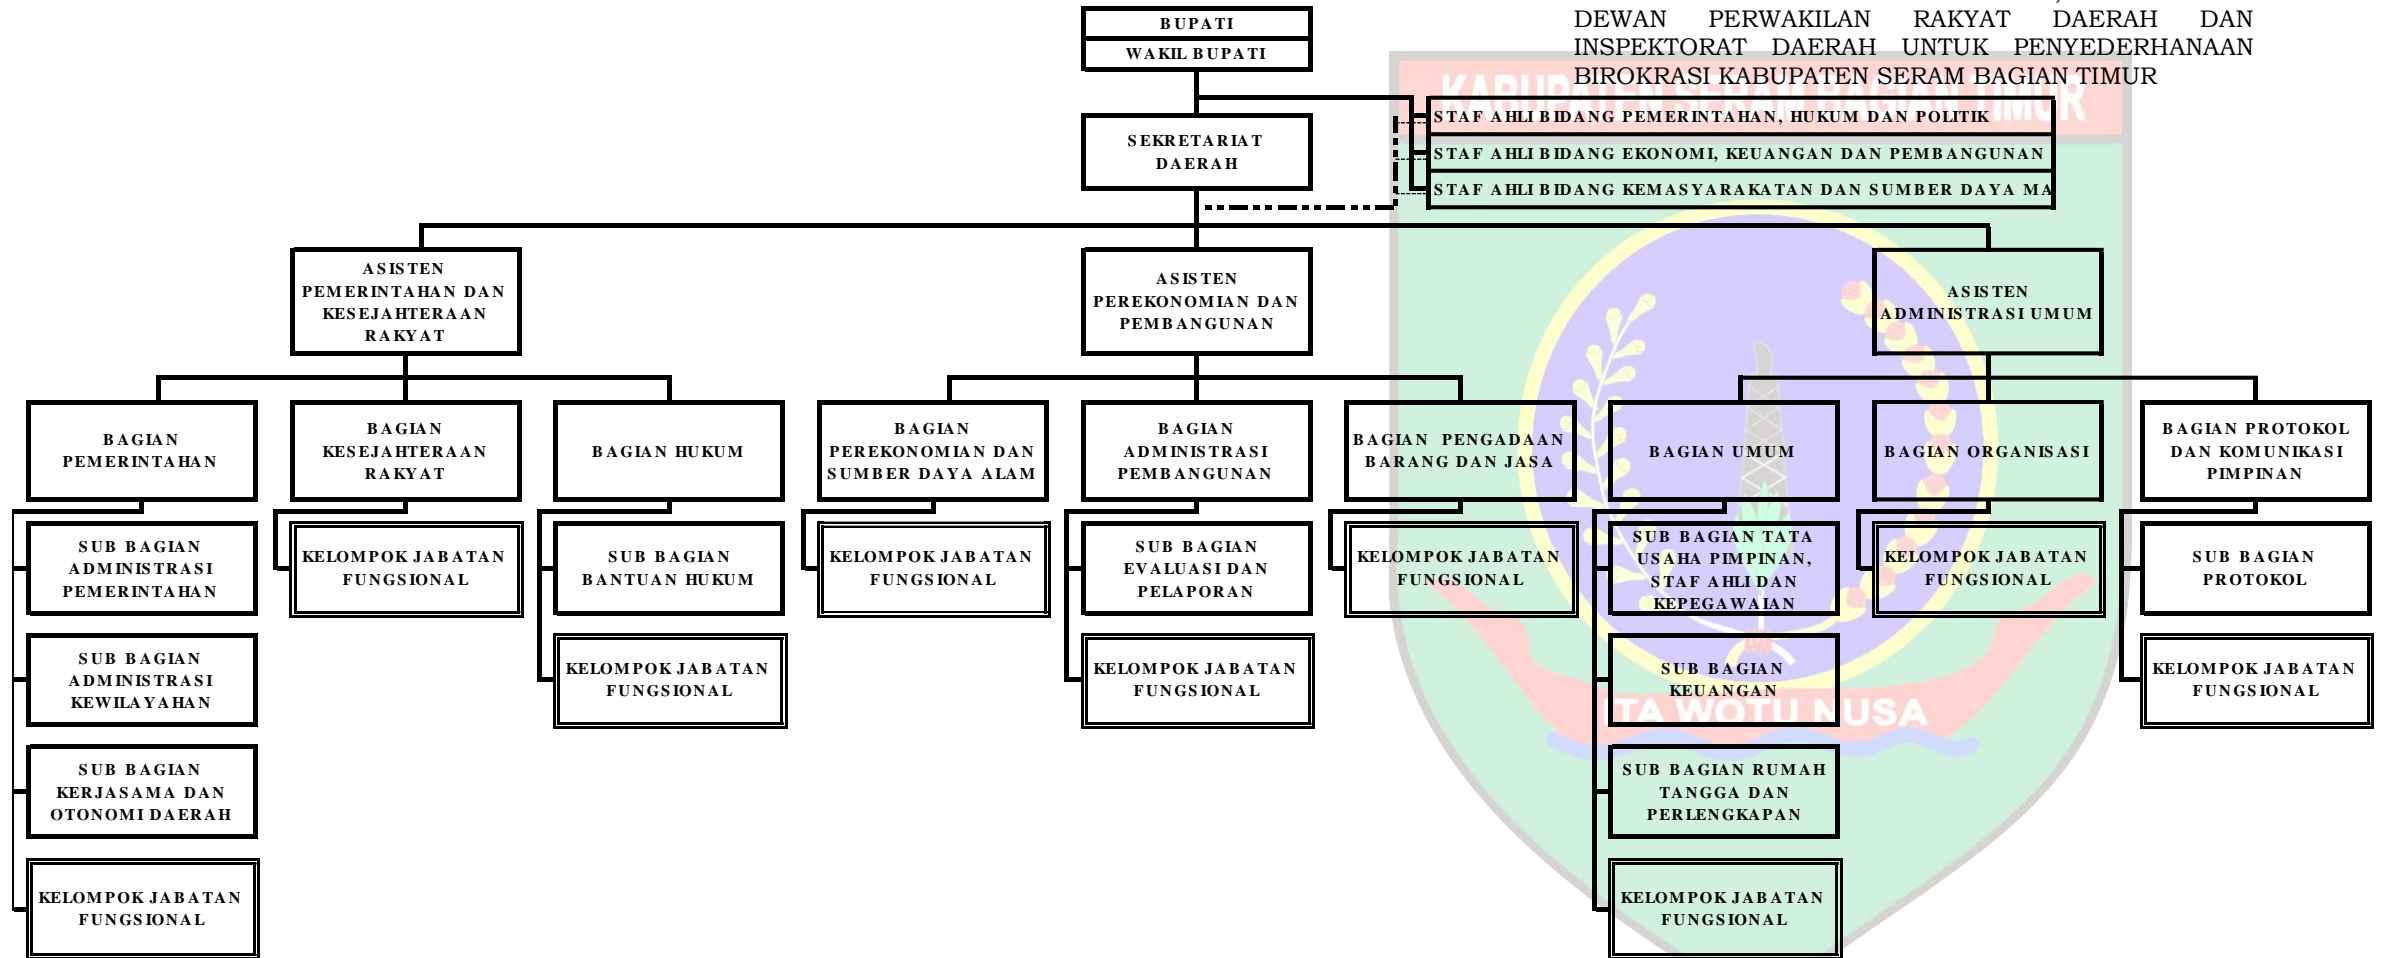 DEWAN PERWAKILAN RAKYAT DAERAH DAN
INSPEKTORAT DAERAH UNTUK PENYEDERHANAAN
BIROKRASI KABUPATEN SERAM BAGIAN TIMUR
KABUPATEN SERAM BAGIAN TIMUR
BUPATI
WAKIL BUPATI
SEKRETARIAT
DAERAH
STAF AHLI BIDANG PEMERINTAHAN, HUKUM DAN POLITIK
STAF AHLI BIDANG EKONOMI, KEUANGAN DAN PEMBANGUNAN
STAF AHLI BIDANG KEMASYARAKATAN DAN SUMBER DAYA MA
ASISTEN
PEMERINTAHAN DAN
KESEJAHTERAAN
RAKYAT
ASISTEN
PEREKONOMIAN DAN
PEMBANGUNAN
ASISTEN
ADMINISTRASI UMUM
BAGIAN
PEMERINTAHAN
BAGIAN
KESEJAHTERAAN
RAKYAT
BAGIAN HUKUM
BAGIAN
PEREKONOMIAN DAN
SUMBER DAYA ALAM
BAGIAN
ADMINISTRASI
PEMBANGUNAN
BAGIAN PENGADAAN
BARANG DAN JASA
BAGIAN UMUM
BAGIAN ORGANISASI
BAGIAN PROTOKOL
DAN KOMUNIKASI
PIMPINAN
SUB BAGIAN
ADMINISTRASI
PEMERINTAHAN
KELOMPOK JABATAN
FUNGSIONAL
SUB BAGIAN
BANTUAN HUKUM
KELOMPOK JABATAN
FUNGSIONAL
SUB BAGIAN
EVALUASI DAN
PELAPORAN
KELOMPOK JABATAN
FUNGSIONAL
SUB BAGIAN TATA
USAHA PIMPINAN,
STAF AHLI DAN
KEPEGAWAIAN
KELOMPOK JABATAN
FUNGSIONAL
SUB BAGIAN
PROTOKOL
SUB BAGIAN
ADMINISTRASI
KEWILAYAHAN
KELOMPOK JABATAN
FUNGSIONAL
KELOMPOK JABATAN
FUNGSIONAL
SUB BAGIAN
KEUANGAN
KELOMPOK JABATAN
FUNGSIONAL
ITA WOTU NUSA
SUB BAGIAN
KERJASAMA DAN
OTONOMI DAERAH
SUB BAGIAN RUMAH
TANGGA DAN
PERLENGKAPAN
KELOMPOK JABATAN
FUNGSIONAL
KELOMPOK JABATAN
FUNGSIONAL